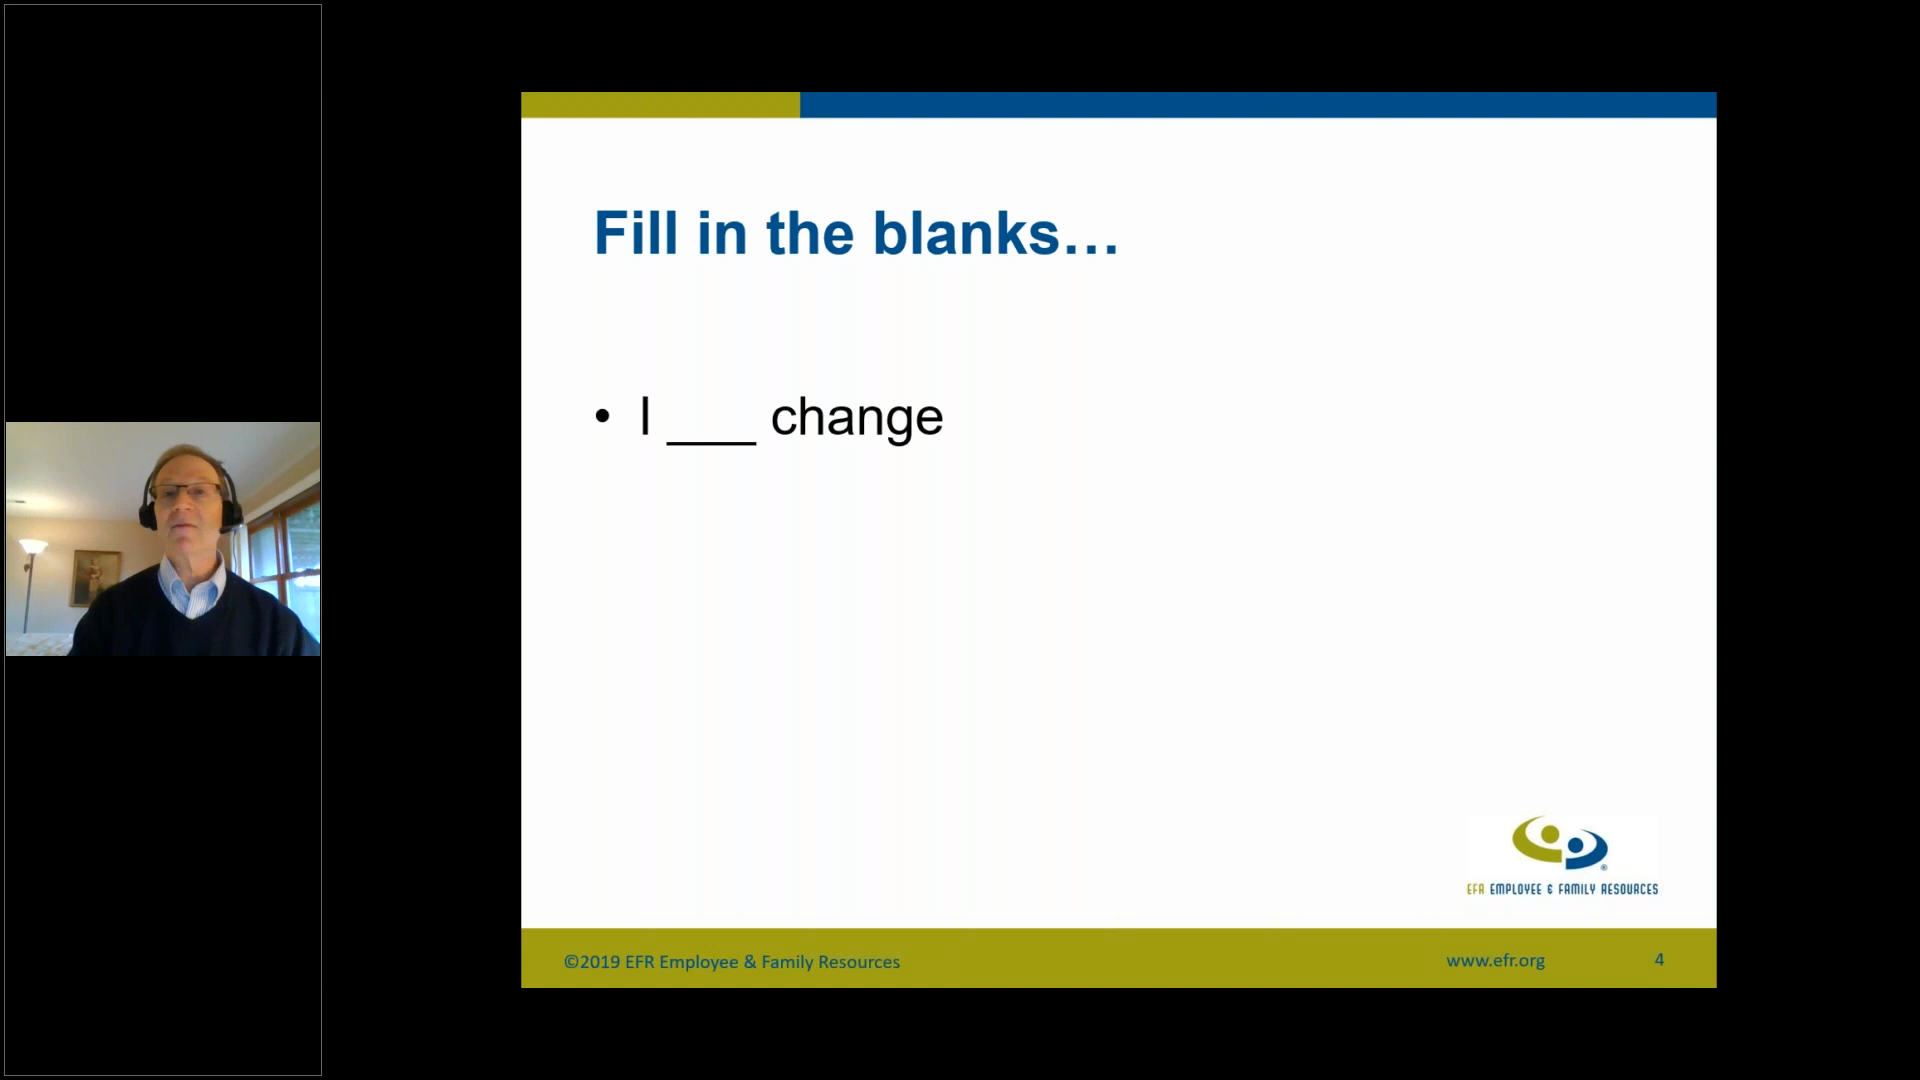 Fill in the blanks…
• I ___ change
EFR EMPLOYEE & FAMILY RESOURCES
©2019 EFR Employee & Family Resources
www.efr.org
4